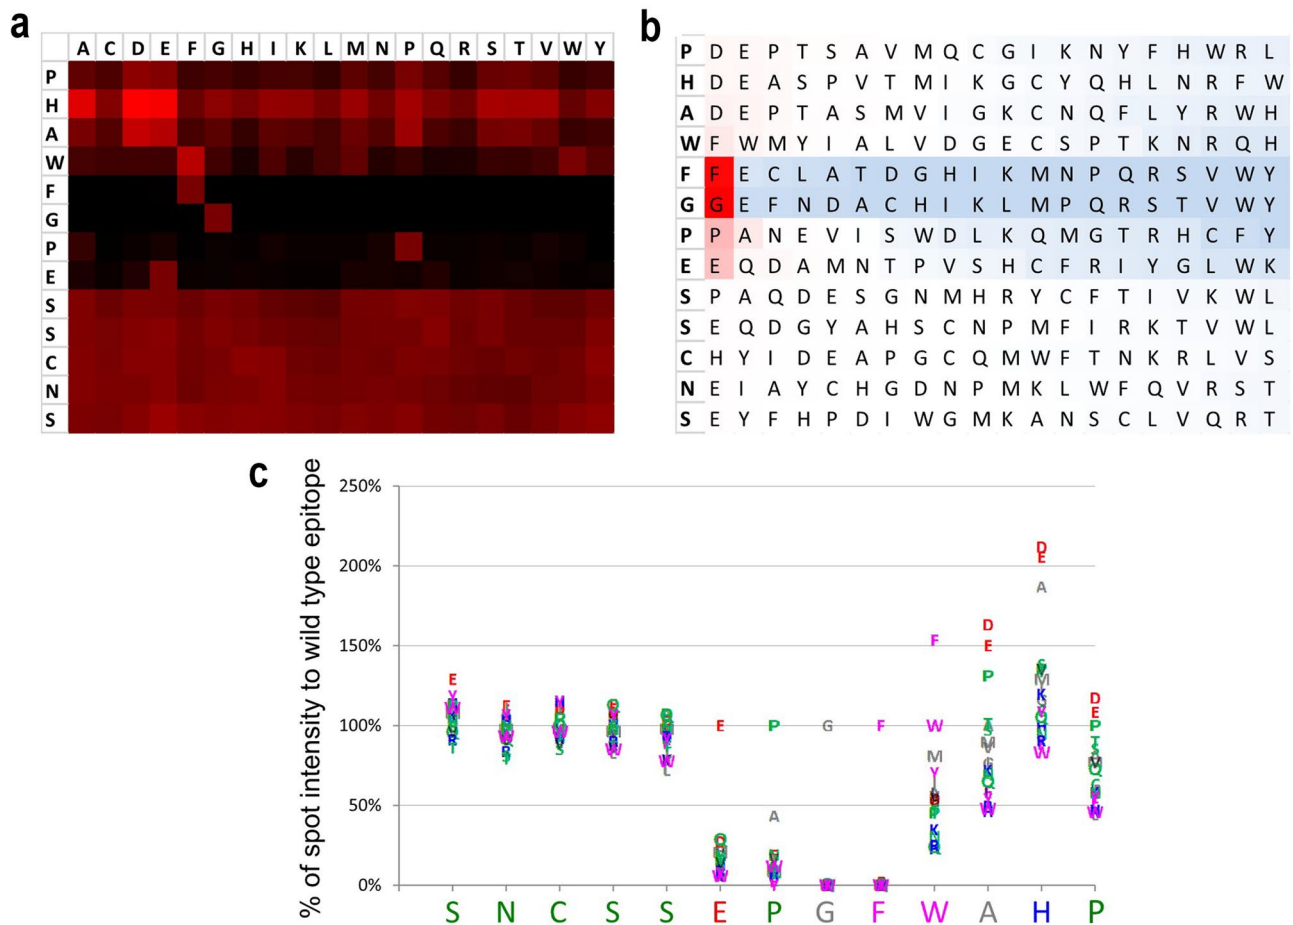 a
A C D E F G H I K L M N P Q R S T V W Y
P
H
A
W
F
G
P
E
S
S
C
N
S
b
P D E P T S A V M Q C G I K N Y F H W R L
H D E A S P V T M I K G C Y Q H L N R F W
A D E P T A S M V I G K C N Q F L Y R W H
W F W M Y I A L V D G E C S P T K N R Q H
F F E C L A T D G H I K M N P Q R S V W Y
G G E F N D A C H I K L M P Q R S T V W Y
P P A N E V I S W D L K Q M G T R H C F Y
E E Q D A M N T P V S H C F R I Y G L W K
S P A Q D E S G N M H R Y C F T I V K W L
S E Q D G Y A H S C N P M F I R K T V W L
C H Y I D E A P G C Q M W F T N K R L V S
N E I A Y C H G D N P M K L W F Q V R S T
S E Y F H P D I W G M K A N S C L V Q R T
c
% of spot intensity to wild type epitope
250%
200%
150%
100%
50%
0%
D
E
A
D
E
P
F
E
E
P
G
F
W
M
A
D
E
P
S N C S S E P G F W A H P